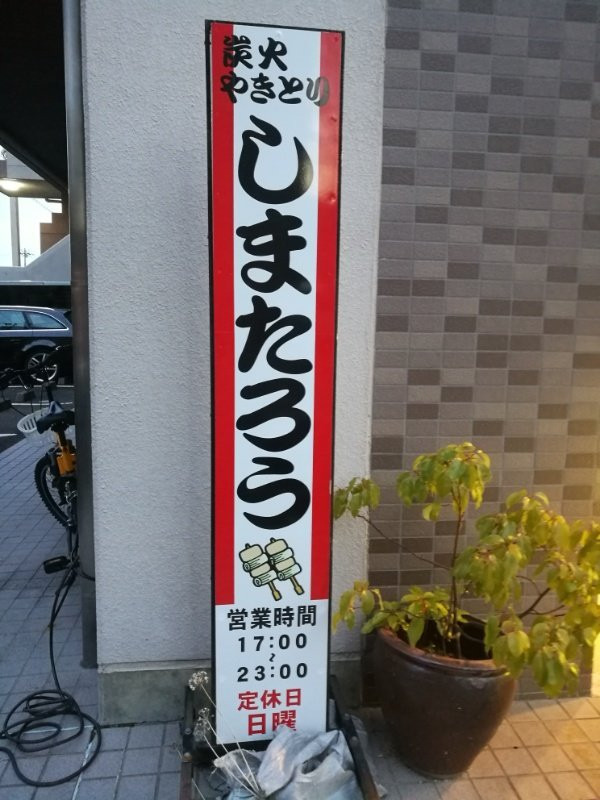 炭火
やきとり
しまたろう
営業時間
17:00
~
23:00
定休日
日曜